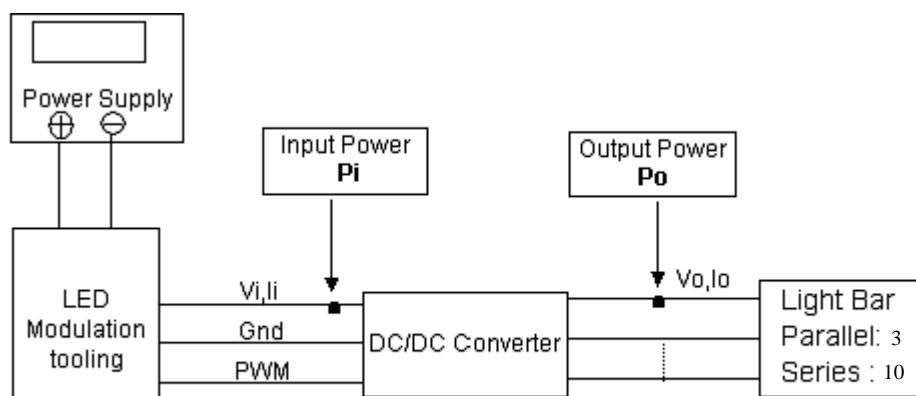 Power Supply
Input Power
Pi
Output Power
Po
LED
Modulation
tooling
Vi,Ii
Gnd
PWM
DC/DC Converter
Vo,Io
Light Bar
Parallel: 3
Series : 10